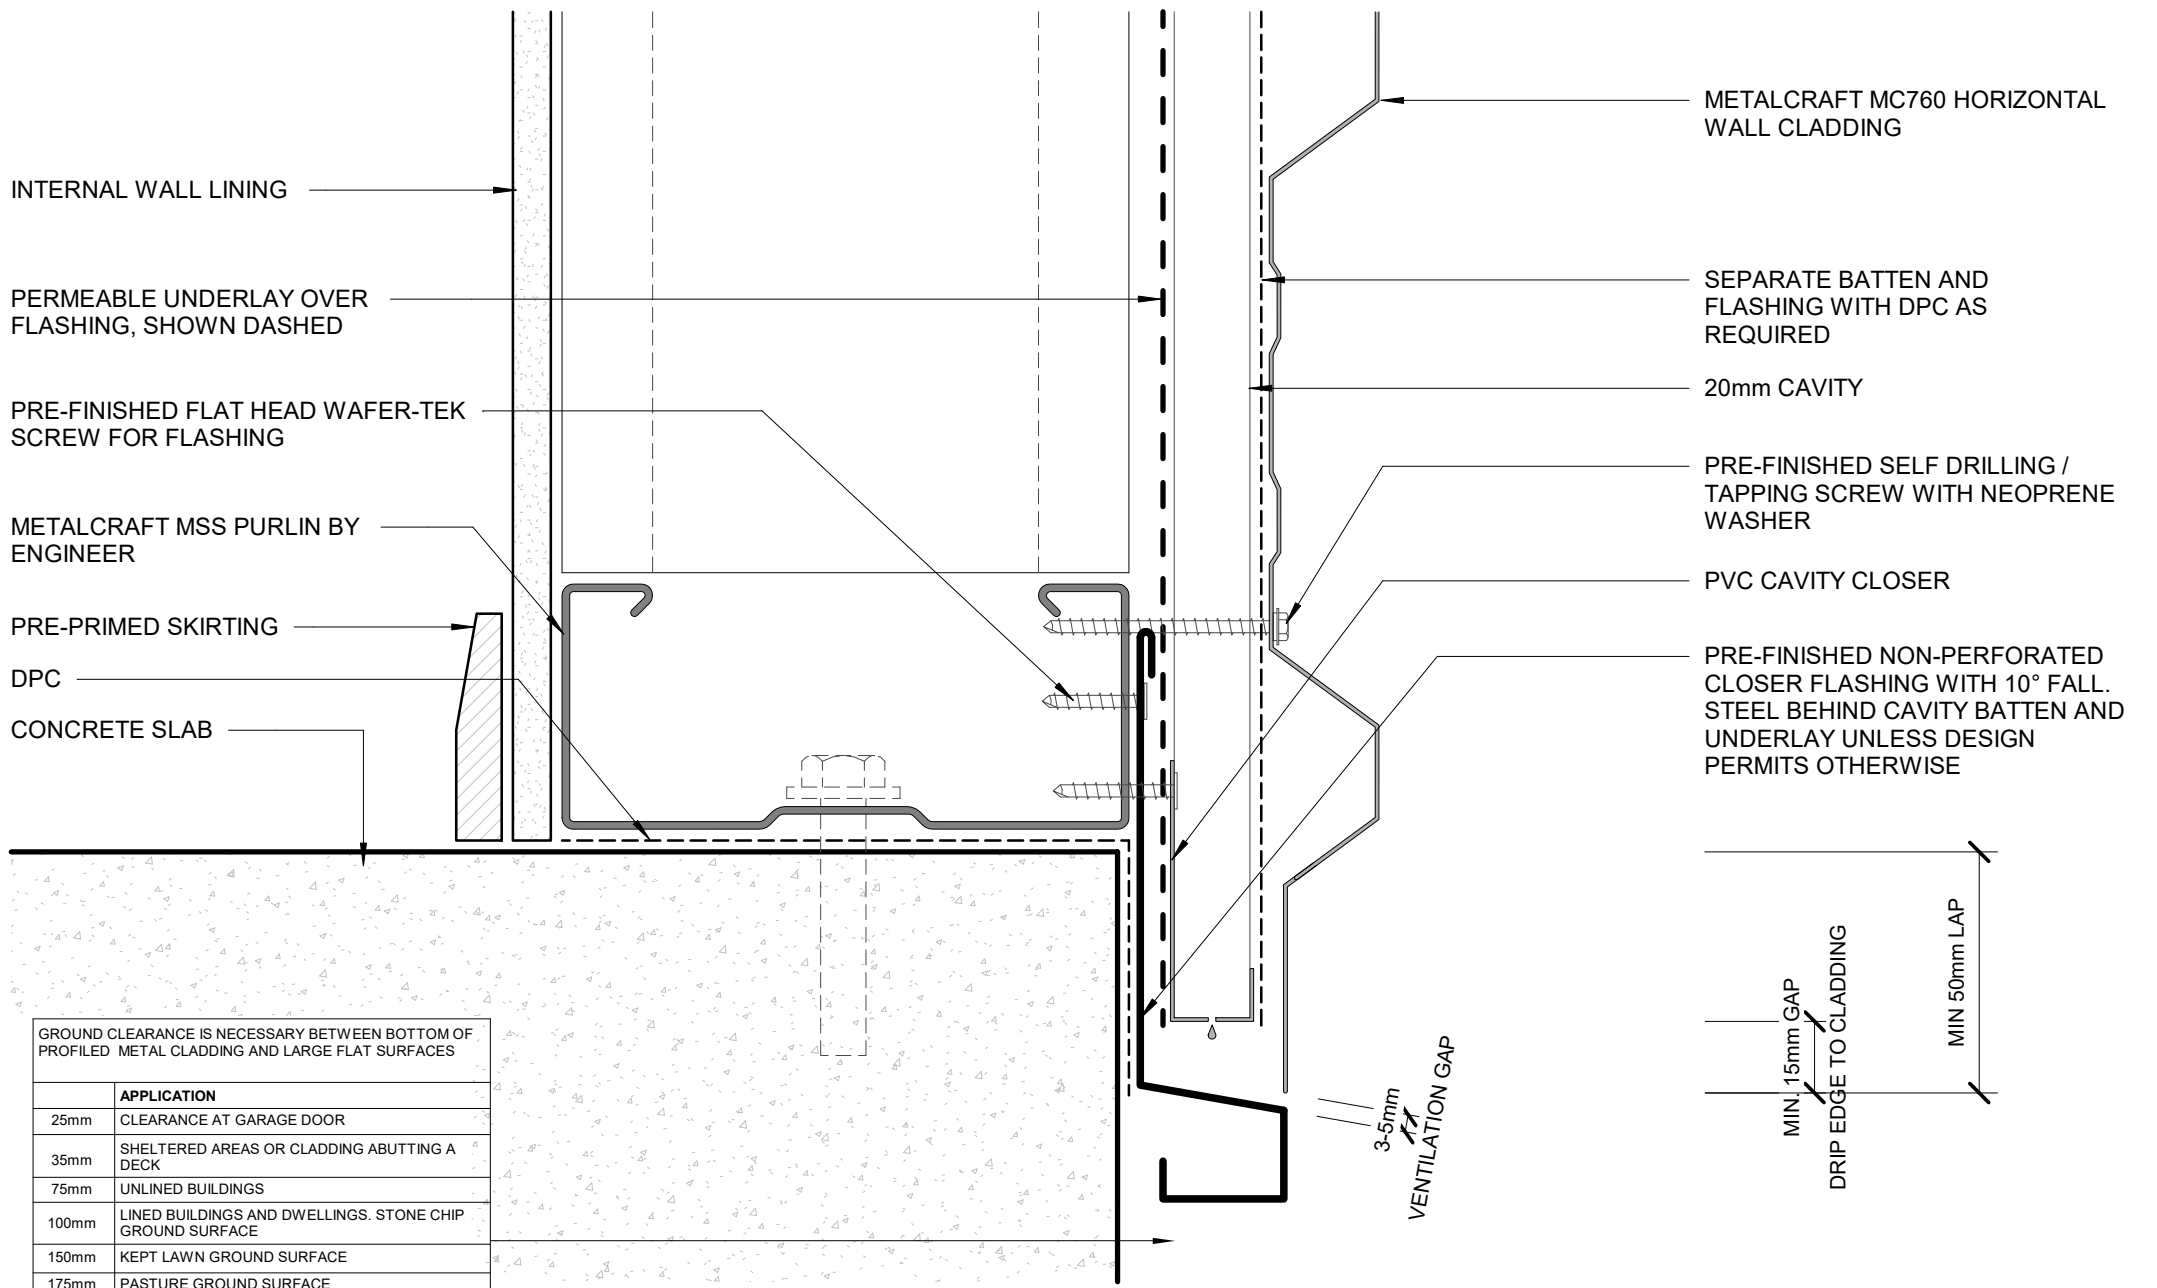 INTERNAL WALL LINING
PERMEABLE UNDERLAY OVER
FLASHING, SHOWN DASHED
PRE-FINISHED FLAT HEAD WAFER-TEK
SCREW FOR FLASHING
METALCRAFT MSS PURLIN BY
ENGINEER
PRE-PRIMED SKIRTING
DPC
CONCRETE SLAB
METALCRAFT MC760 HORIZONTAL
WALL CLADDING
SEPARATE BATTEN AND
FLASHING WITH DPC AS
REQUIRED
20mm CAVITY
PRE-FINISHED SELF DRILLING /
TAPPING SCREW WITH NEOPRENE
WASHER
PVC CAVITY CLOSER
PRE-FINISHED NON-PERFORATED
CLOSER FLASHING WITH 10° FALL.
STEEL BEHIND CAVITY BATTEN AND
UNDERLAY UNLESS DESIGN
PERMITS OTHERWISE
3-5mm
VENTILATION GAP
MIN. 15mm GAP
DRIP EDGE TO CLADDING
MIN 50mm LAP
GROUND CLEARANCE IS NECESSARY BETWEEN BOTTOM OF
PROFILED METAL CLADDING AND LARGE FLAT SURFACES
APPLICATION
25mm CLEARANCE AT GARAGE DOOR
35mm SHELTERED AREAS OR CLADDING ABUTTING A
DECK
75mm UNLINED BUILDINGS
100mm LINED BUILDINGS AND DWELLINGS. STONE CHIP
GROUND SURFACE
150mm KEPT LAWN GROUND SURFACE
175mm PASTURE GROUND SURFACE